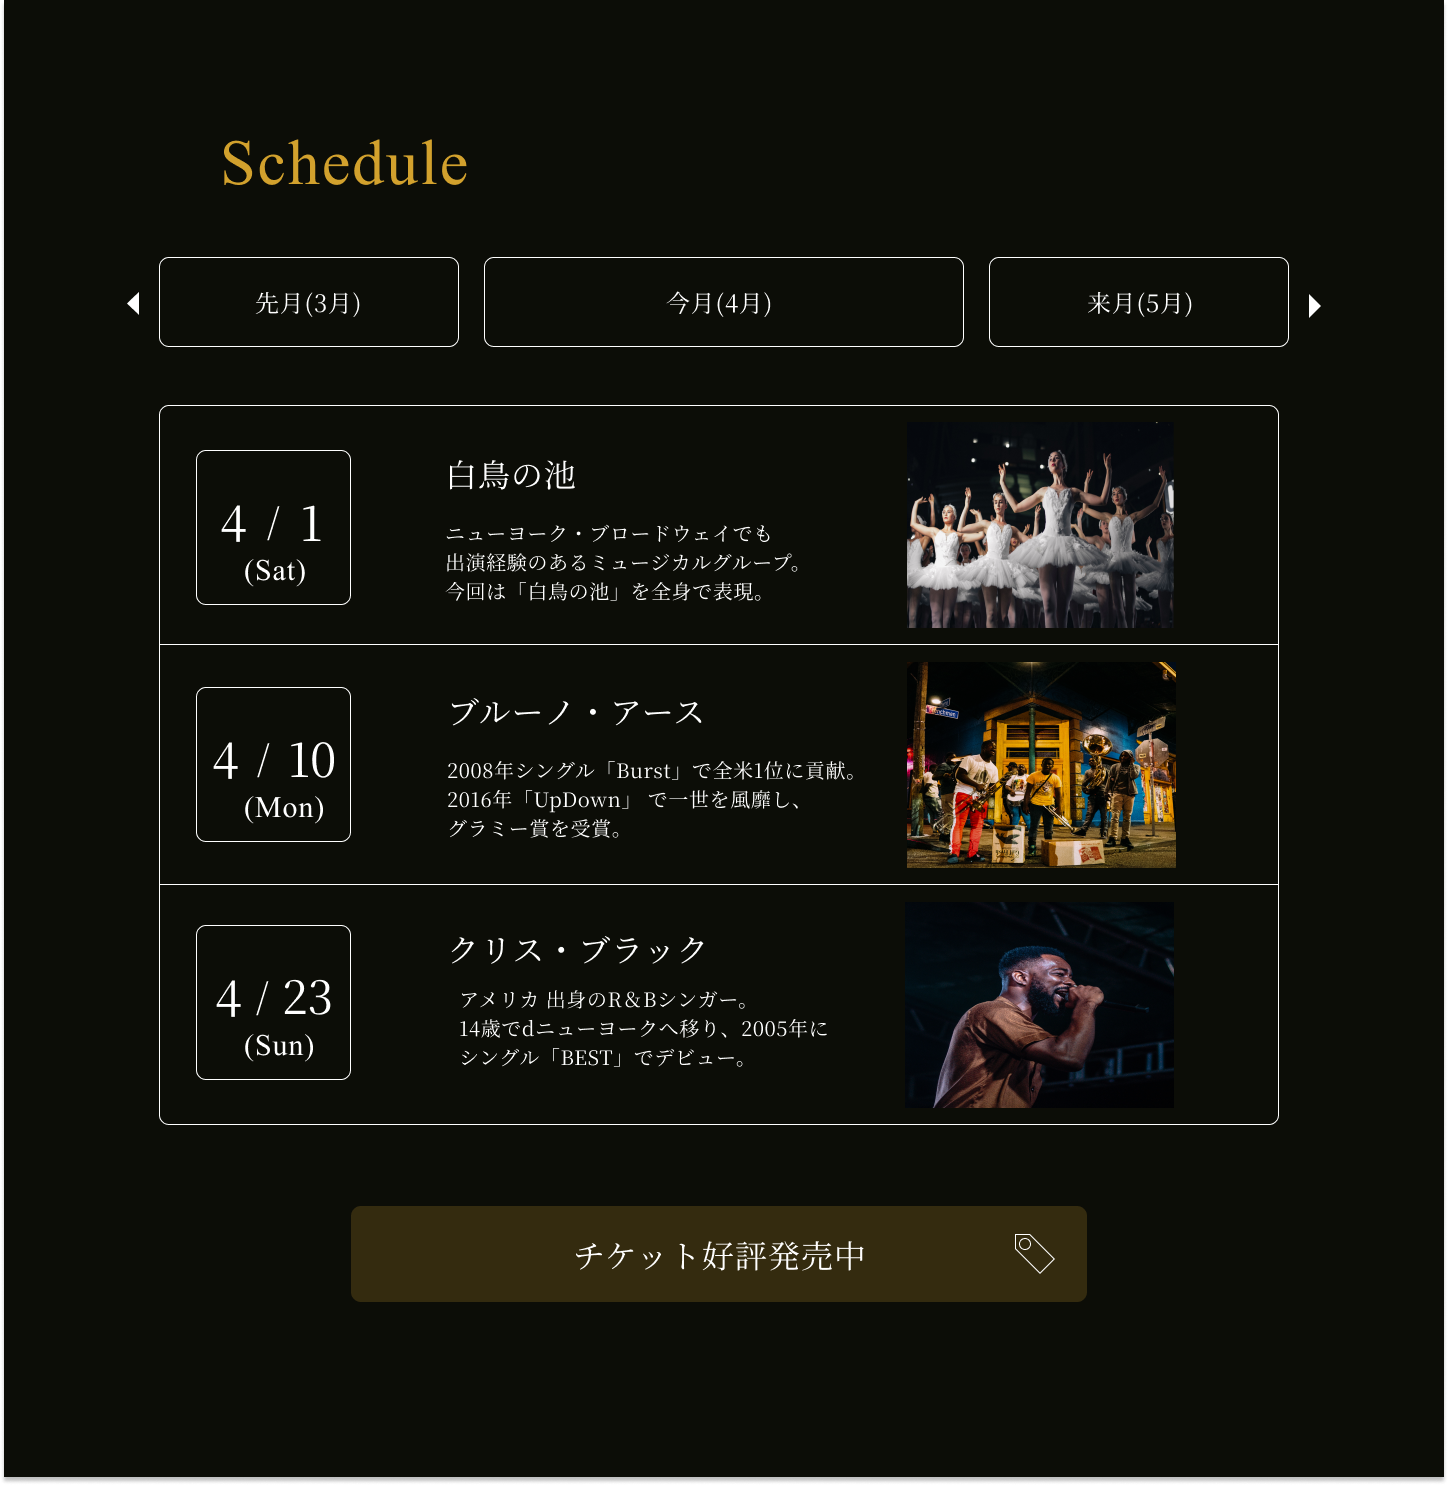 Schedule
先月(3月)
今月(4月)
来月(5月)
4 / 1
(Sat)
白鳥の池
ニューヨーク・ブロードウェイでも
出演経験のあるミュージカルグループ。
今回は「白鳥の池」を全身で表現。
4 / 10
(Mon)
ブルーノ・アース
2008年シングル「Burst」で全米1位に貢献。
2016年「UpDown」 で一世を風靡し、
グラミー賞を受賞。
4 / 23
(Sun)
クリス・ブラック
アメリカ 出身のR&Bシンガー。
14歳でdニューヨークへ移り、2005年に
シングル「BEST」でデビュー。
チケット好評発売中